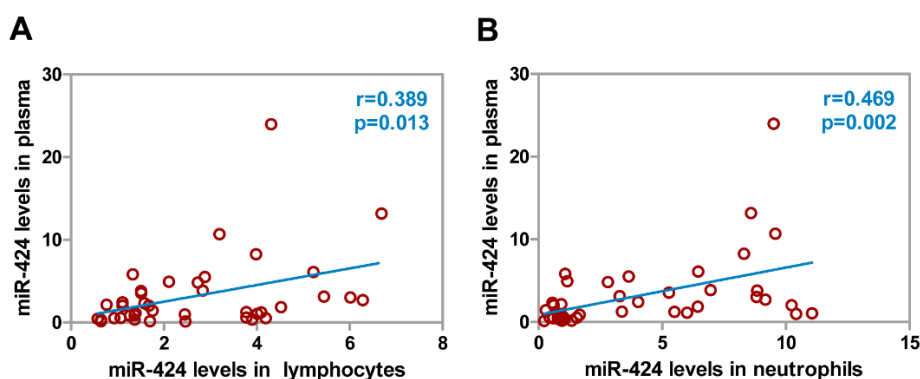 A
miR-424 levels in plasma
30
20
10
0
0 2 4 6 8
r=0.389
p=0.013
miR-424 levels in lymphocytes
B
miR-424 levels in plasma
30
20
10
0
0 5 10 15
r=0.469
p=0.002
miR-424 levels in neutrophils